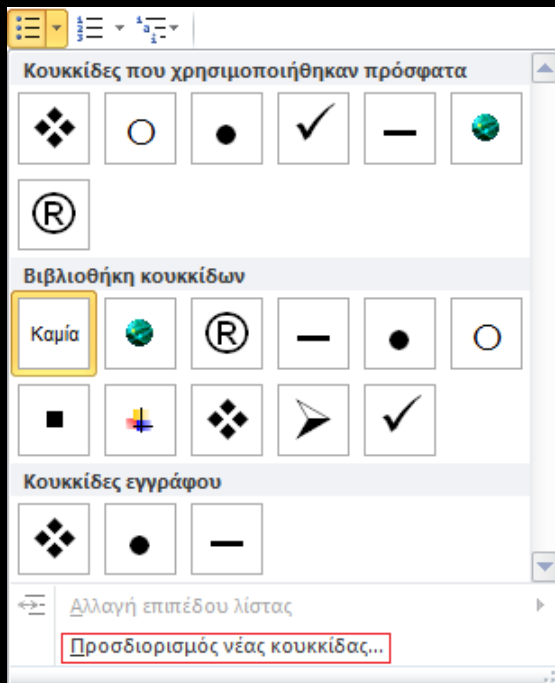 Κουκκίδες που χρησιμοποιήθηκαν πρόσφατα
®
Βιβλιοθήκη κουκκίδων
Καμία
®
Κουκκίδες εγγράφου
Αλλαγή επιπέδου λίστας
Προσδιορισμός νέας κουκκίδας...